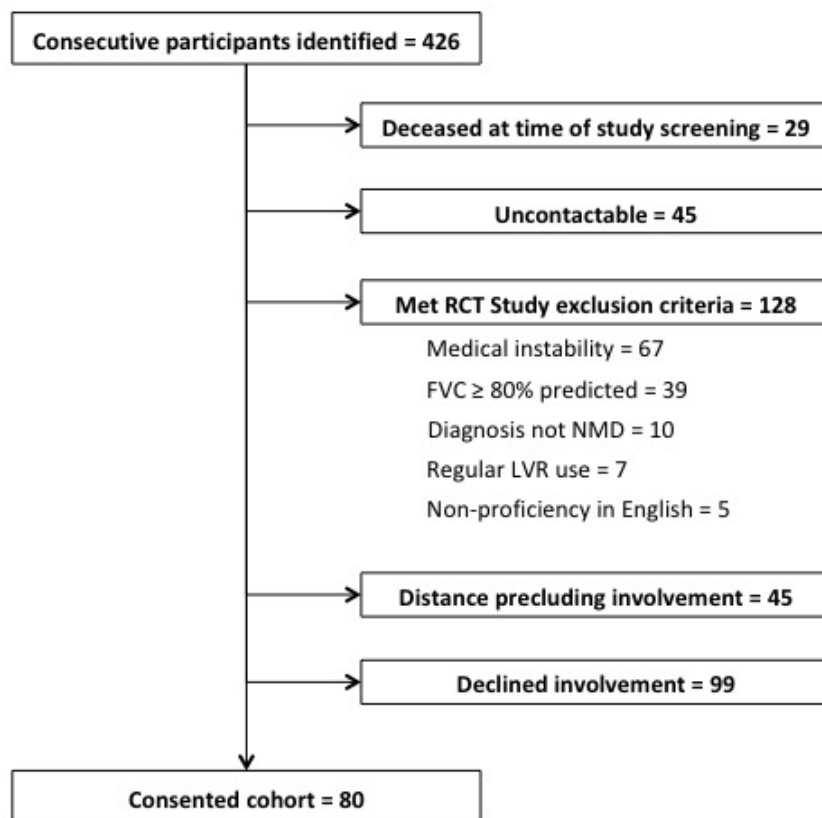 Consecutive participants identified = 426
Deceased at time of study screening = 29
Uncontactable = 45
Met RCT Study exclusion criteria = 128
Medical instability = 67
FVC ≥ 80% predicted = 39
Diagnosis not NMD = 10
Regular LVR use = 7
Non-proficiency in English = 5
Distance precluding involvement = 45
Declined involvement = 99
Consented cohort = 80